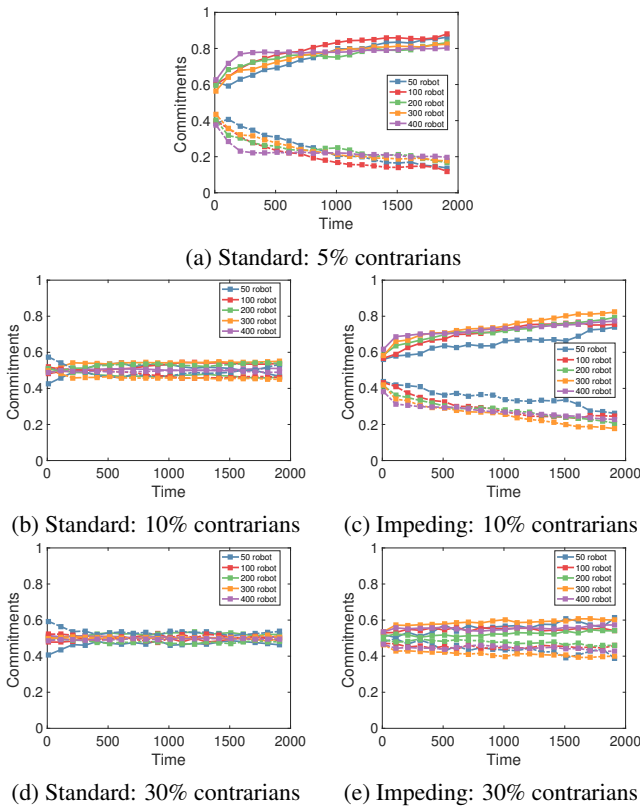 1
0.8
0.6
0.4
0.2
0
Commitments
50 robot
100 robot
200 robot
300 robot
400 robot
0 500 1000 1500 2000
Time
(a) Standard: 5% contrarians
1
0.8
0.6
0.4
0.2
0
Commitments
50 robot
100 robot
200 robot
300 robot
400 robot
0 500 1000 1500 2000
Time
(b) Standard: 10% contrarians
1
0.8
0.6
0.4
0.2
0
Commitments
50 robot
100 robot
200 robot
300 robot
400 robot
0 500 1000 1500 2000
Time
(c) Impeding: 10% contrarians
1
0.8
0.6
0.4
0.2
0
Commitments
50 robot
100 robot
200 robot
300 robot
400 robot
0 500 1000 1500 2000
Time
(d) Standard: 30% contrarians
1
0.8
0.6
0.4
0.2
0
Commitments
50 robot
100 robot
200 robot
300 robot
400 robot
0 500 1000 1500 2000
Time
(e) Impeding: 30% contrarians